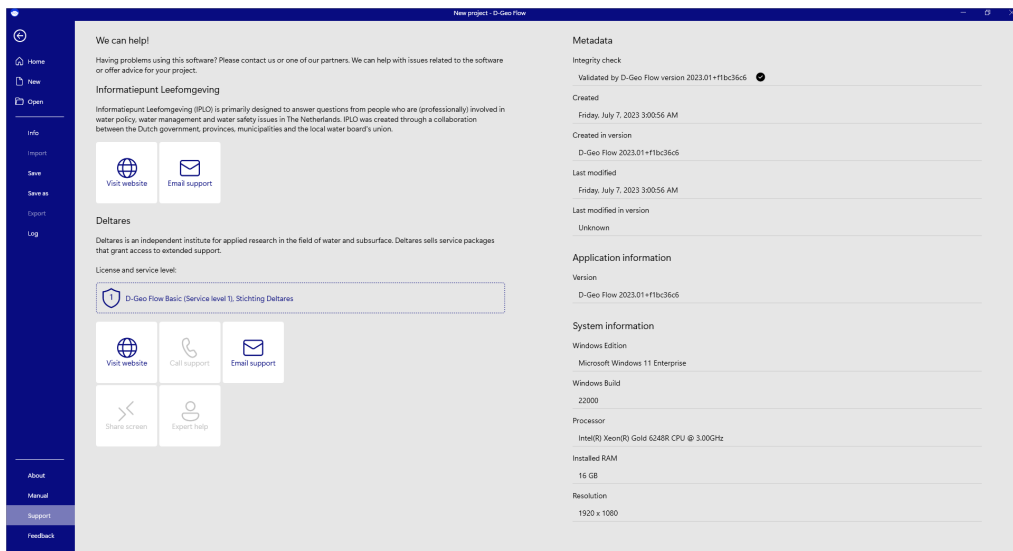 New project - D-Geo Flow
Home
New
Open
Info
Import
Save
Save as
Export
Log
About
Manual
Support
Feedback
We can help!
Having problems using this software? Please contact us or one of our partners. We can help with issues related to the software
or offer advice for your project.
Informatiepunt Leefomgeving
Informatiepunt Leefomgeving (IPLO) is primarily designed to answer questions from people who are (professionally) involved in
water policy, water management and water safety issues in The Netherlands. IPLO was created through a collaboration
between the Dutch government, provinces, municipalities and the local water board's union.
Visit website
Email support
Deltares
Deltares is an independent institute for applied research in the field of water and subsurface. Deltares sells service packages
that grant access to extended support.
License and service level:
1 D-Geo Flow Basic (Service level 1), Stichting Deltares
Visit website
Call support
Email support
Share screen
Expert help
Metadata
Integrity check
Validated by D-Geo Flow version 2023.01+f1bc36c6
Created
Friday, July 7, 2023 3:00:56 AM
Created in version
D-Geo Flow 2023.01+f1bc36c6
Last modified
Friday, July 7, 2023 3:00:56 AM
Last modified in version
Unknown
Application information
Version
D-Geo Flow 2023.01+f1bc36c6
System information
Windows Edition
Microsoft Windows 11 Enterprise
Windows Build
22000
Processor
Intel(R) Xeon(R) Gold 6248R CPU @ 3.00GHz
Installed RAM
16 GB
Resolution
1920 x 1080